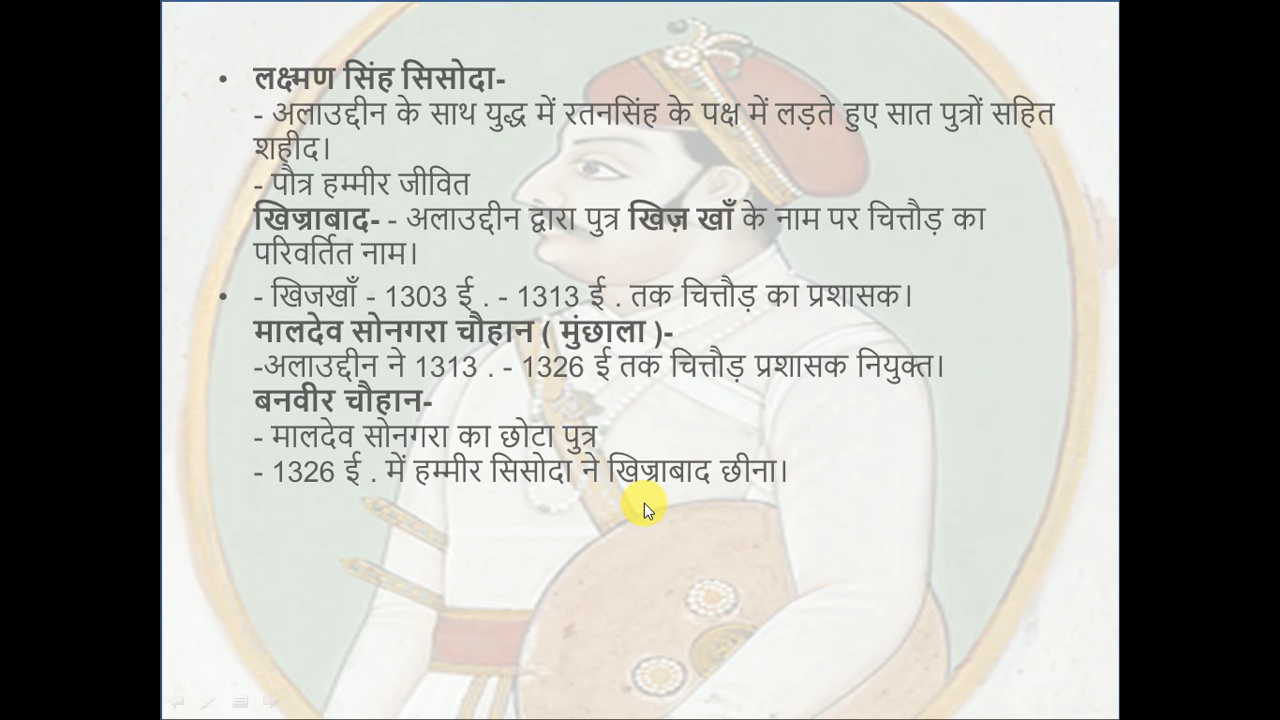 • लक्ष्मण सिंह सिसोदा-
- अलाउद्दीन के साथ युद्ध में रतनसिंह के पक्ष में लड़ते हुए सात पुत्रों सहित
शहीद।
- पौत्र हम्मीर जीवित
खिज्राबाद- - अलाउद्दीन द्वारा पुत्र खिज़ खाँ के नाम पर चित्तौड़ का
परिवर्तित नाम।
• - खिजखाँ - 1303 ई . - 1313 ई . तक चित्तौड़ का प्रशासक।
मालदेव सोनगरा चौहान ( मुंछाला )-
-अलाउद्दीन ने 1313 . - 1326 ई तक चित्तौड़ प्रशासक नियुक्त।
बनवीर चौहान-
- मालदेव सोनगरा का छोटा पुत्र
- 1326 ई . में हम्मीर सिसोदा ने खिज्राबाद छीना।